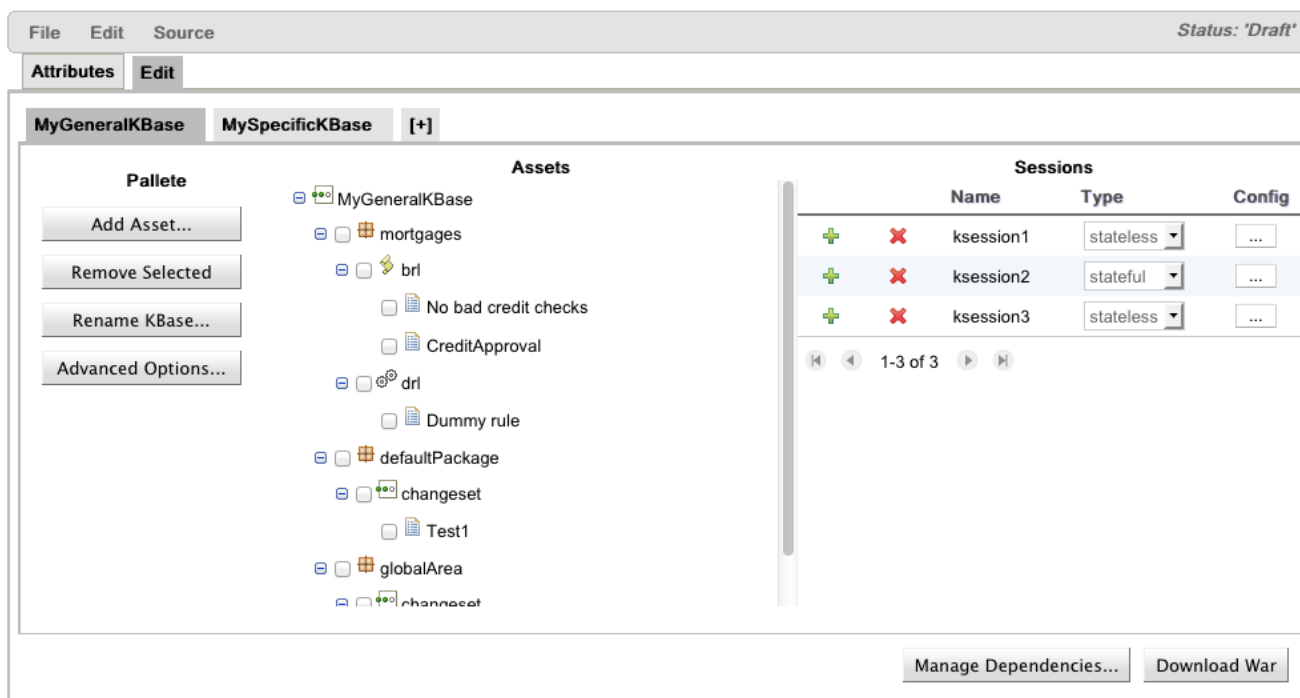 File Edit Source Status: 'Draft'
Attributes Edit
MyGeneralKBase MySpecificKBase [+]
Pallete
Add Asset...
Remove Selected
Rename KBase...
Advanced Options...
Assets
MyGeneralKBase
mortgages
brl
No bad credit checks
CreditApproval
drl
Dummy rule
defaultPackage
changeset
Test1
globalArea
changeset
Sessions
Name Type Config
ksession1 stateless ...
ksession2 stateful ...
ksession3 stateless ...
1-3 of 3
Manage Dependencies... Download War